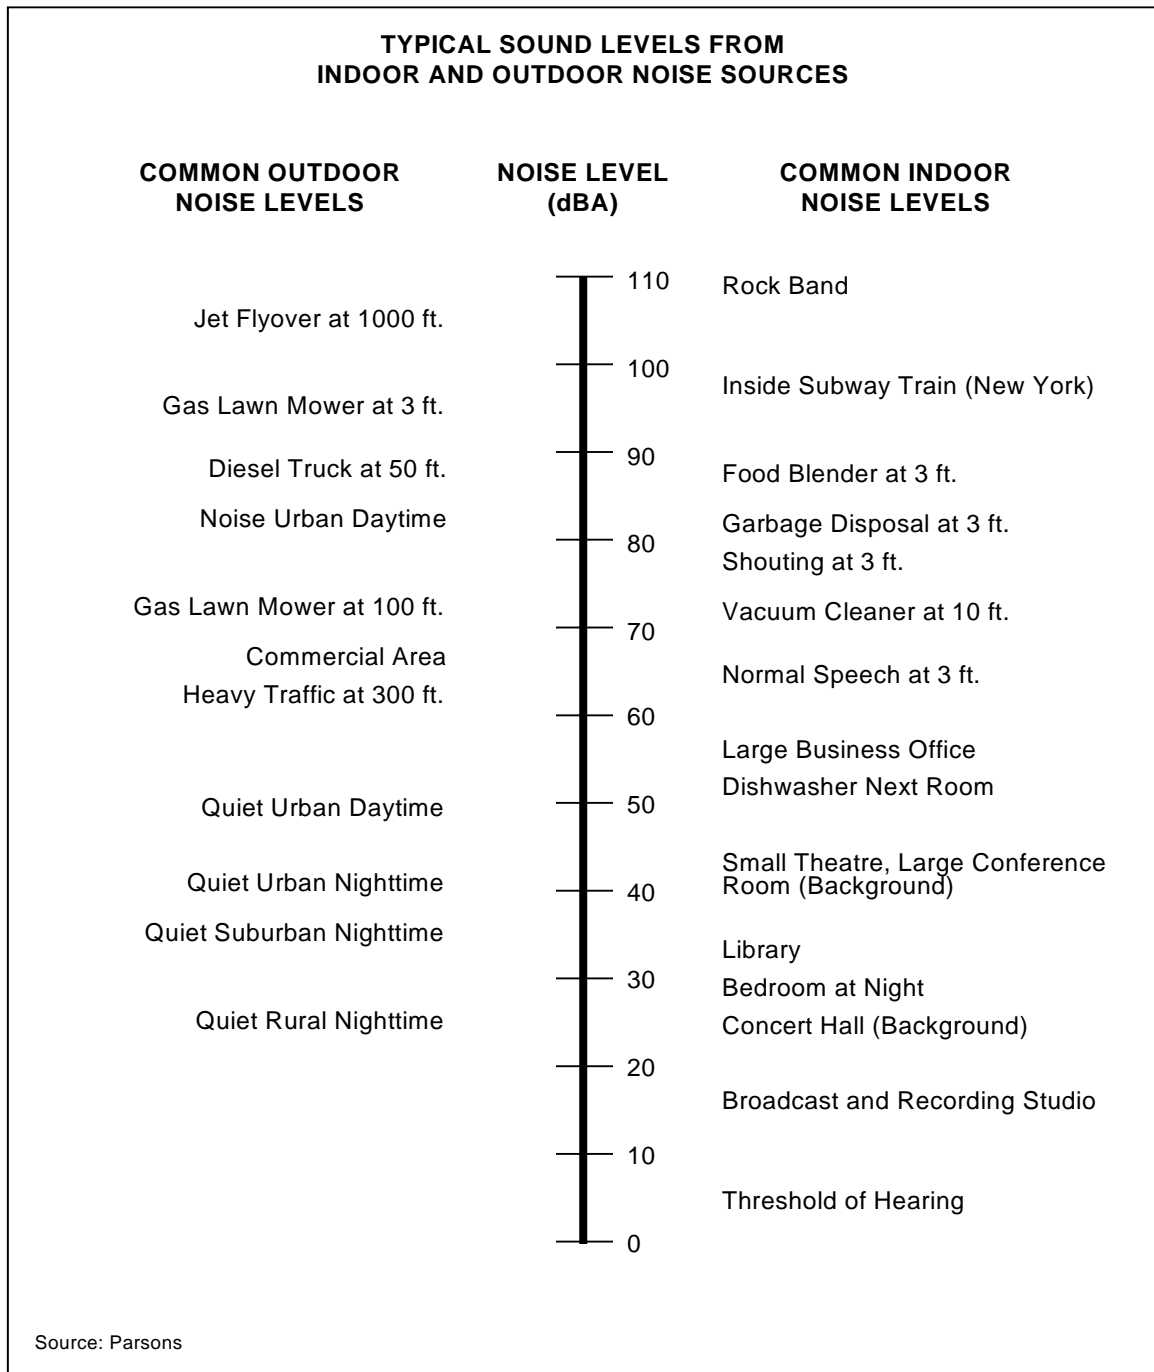 TYPICAL SOUND LEVELS FROM
INDOOR AND OUTDOOR NOISE SOURCES
COMMON OUTDOOR
NOISE LEVELS
NOISE LEVEL
(dBA)
COMMON INDOOR
NOISE LEVELS
Jet Flyover at 1000 ft.
Gas Lawn Mower at 3 ft.
Diesel Truck at 50 ft.
Noise Urban Daytime
Gas Lawn Mower at 100 ft.
Commercial Area
Heavy Traffic at 300 ft.
Quiet Urban Daytime
Quiet Urban Nighttime
Quiet Suburban Nighttime
Quiet Rural Nighttime
110
100
90
80
70
60
50
40
30
20
10
0
Rock Band
Inside Subway Train (New York)
Food Blender at 3 ft.
Garbage Disposal at 3 ft.
Shouting at 3 ft.
Vacuum Cleaner at 10 ft.
Normal Speech at 3 ft.
Large Business Office
Dishwasher Next Room
Small Theatre, Large Conference
Room (Background)
Library
Bedroom at Night
Concert Hall (Background)
Broadcast and Recording Studio
Threshold of Hearing
Source: Parsons